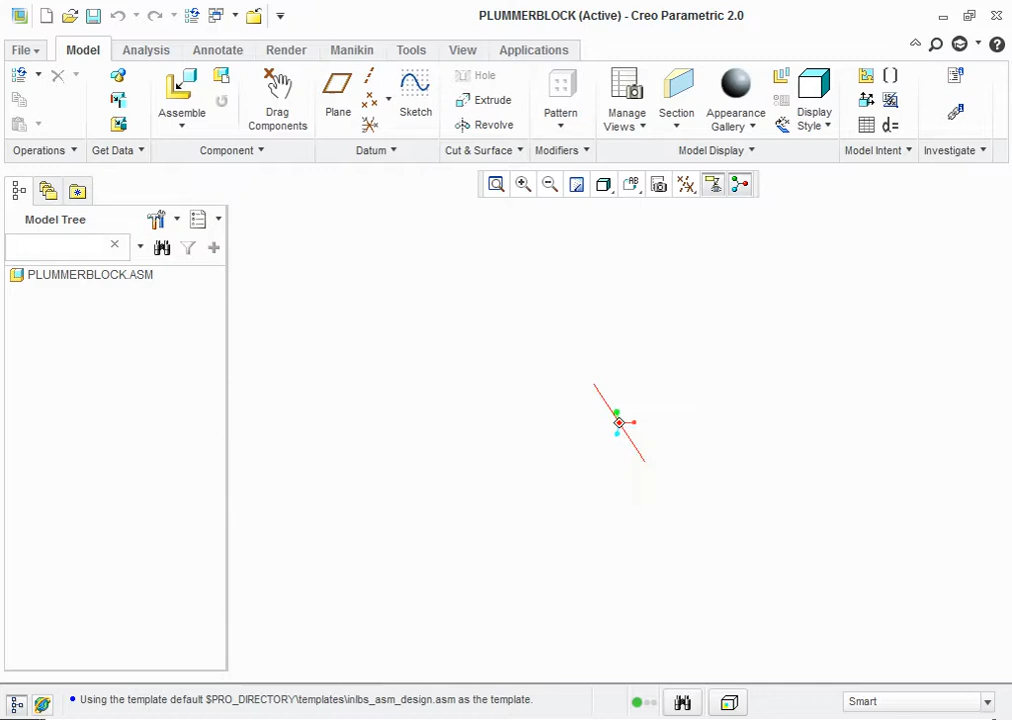 PLUMMERBLOCK (Active) - Creo Parametric 2.0
File Model Analysis Annotate Render Manikin Tools View Applications
Assemble
Drag Components
Plane
Sketch
Hole
Extrude
Revolve
Pattern
Manage Views
Section
Appearance Gallery
Display Style
d=
Operations Get Data Component Datum Cut & Surface Modifiers Model Display Model Intent Investigate
Model Tree
PLUMMERBLOCK.ASM
Using the template default $PRO_DIRECTORY\templates\inlbs_asm_design.asm as the template.
Smart